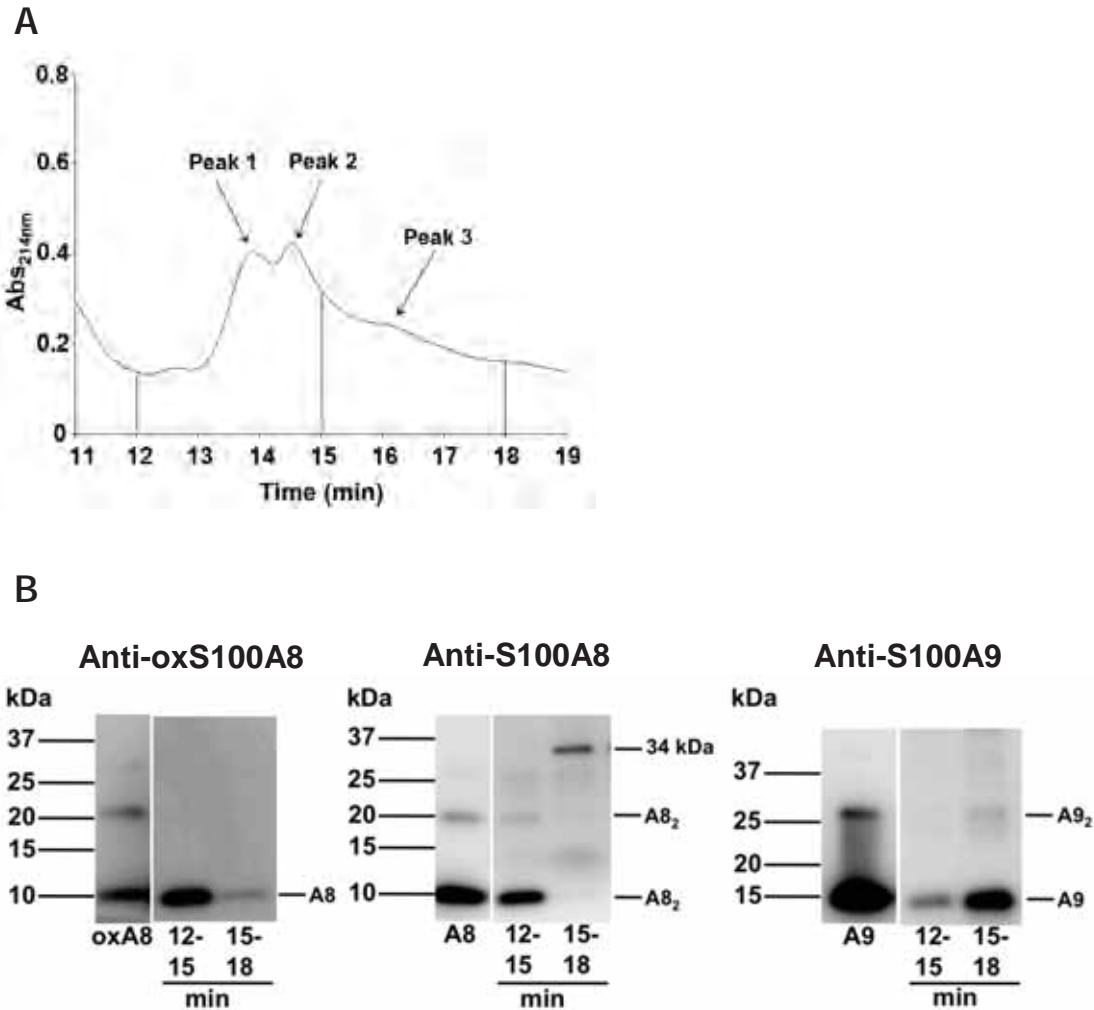 A
0.8
0.6
0.4
0.2
0
Abs214nm
Peak 1
Peak 2
Peak 3
11 12 13 14 15 16 17 18 19
Time (min)
B
Anti-oxS100A8
kDa
37
25
20
15
10
A8
oxA8 12- 15-
15 18
min
Anti-S100A8
kDa
37
25
20
15
10
34 kDa
A82
A82
A8 12- 15-
15 18
min
Anti-S100A9
kDa
37
25
20
15
A92
A9
A9 12- 15-
15 18
min